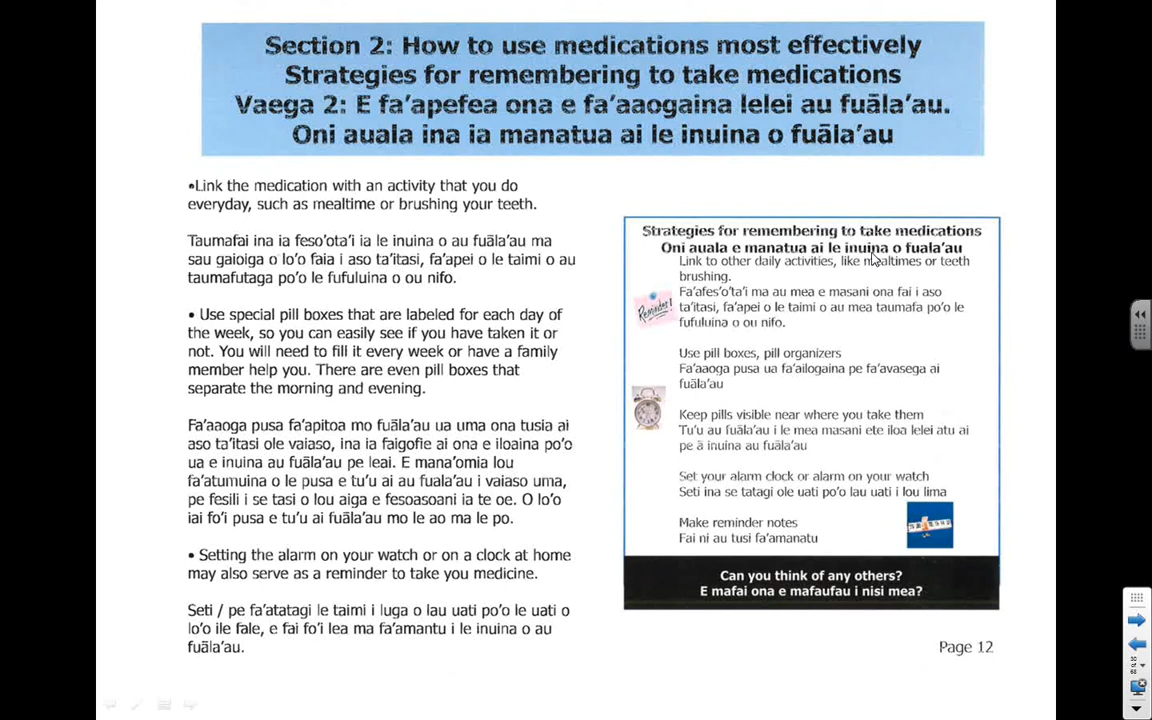 Section 2: How to use medications most effectively
Strategies for remembering to take medications
Vaega 2: E fa'apefea ona e fa'aaogaina lelei au fuāla'au.
Oni auala ina ia manatua ai le inuina o fuāla'au
•Link the medication with an activity that you do
everyday, such as mealtime or brushing your teeth.
Taumafai ina ia feso'ota'i ia le inuina o au fuāla'au ma
sau gaioiga o lo'o faia i aso ta'itasi, fa'apei o le taimi o au
taumafutaga po'o le fufuluina o ou nifo.
• Use special pill boxes that are labeled for each day of
the week, so you can easily see if you have taken it or
not. You will need to fill it every week or have a family
member help you. There are even pill boxes that
separate the morning and evening.
Fa'aaoga pusa fa'apitoa mo fuāla'au ua uma ona tusia ai
aso ta'itasi ole vaiaso, ina ia faigofie ai ona e iloaina po'o
ua e inuina au fuāla'au pe leai. E mana'omia lou
fa'atumuina o le pusa e tu'u ai au fuala'au i vaiaso uma,
pe fesili i se tasi o lou aiga e fesoasoani ia te oe. O lo'o
iai fo'i pusa e tu'u ai fuāla'au mo le ao ma le po.
• Setting the alarm on your watch or on a clock at home
may also serve as a reminder to take you medicine.
Seti / pe fa'atatagi le taimi i luga o lau uati po'o le uati o
lo'o ile fale, e fai fo'i lea ma fa'amantu i le inuina o au
fuāla'au.
Strategies for remembering to take medications
Oni auala e manatua ai le inuina o fuala'au
Link to other daily activities, like mealtimes or teeth
brushing.
Fa'afes'o'ta'i ma au mea e masani ona fai i aso
ta'itasi, fa'apei o le taimi o au mea taumafa po'o le
fufuluina o ou nifo.
Reminder!
Use pill boxes, pill organizers
Fa'aaoga pusa ua fa'ailogaina pe fa'avasega ai
fuāla'au
Keep pills visible near where you take them
Tu'u au fuāla'au i le mea masani ete iloa lelei atu ai
pe ā inuina au fuāla'au
Set your alarm clock or alarm on your watch
Seti ina se tatagi ole uati po'o lau uati i lou lima
Make reminder notes
Fai ni au tusi fa'amanatu
Can you think of any others?
E mafai ona e mafaufau i nisi mea?
Page 12